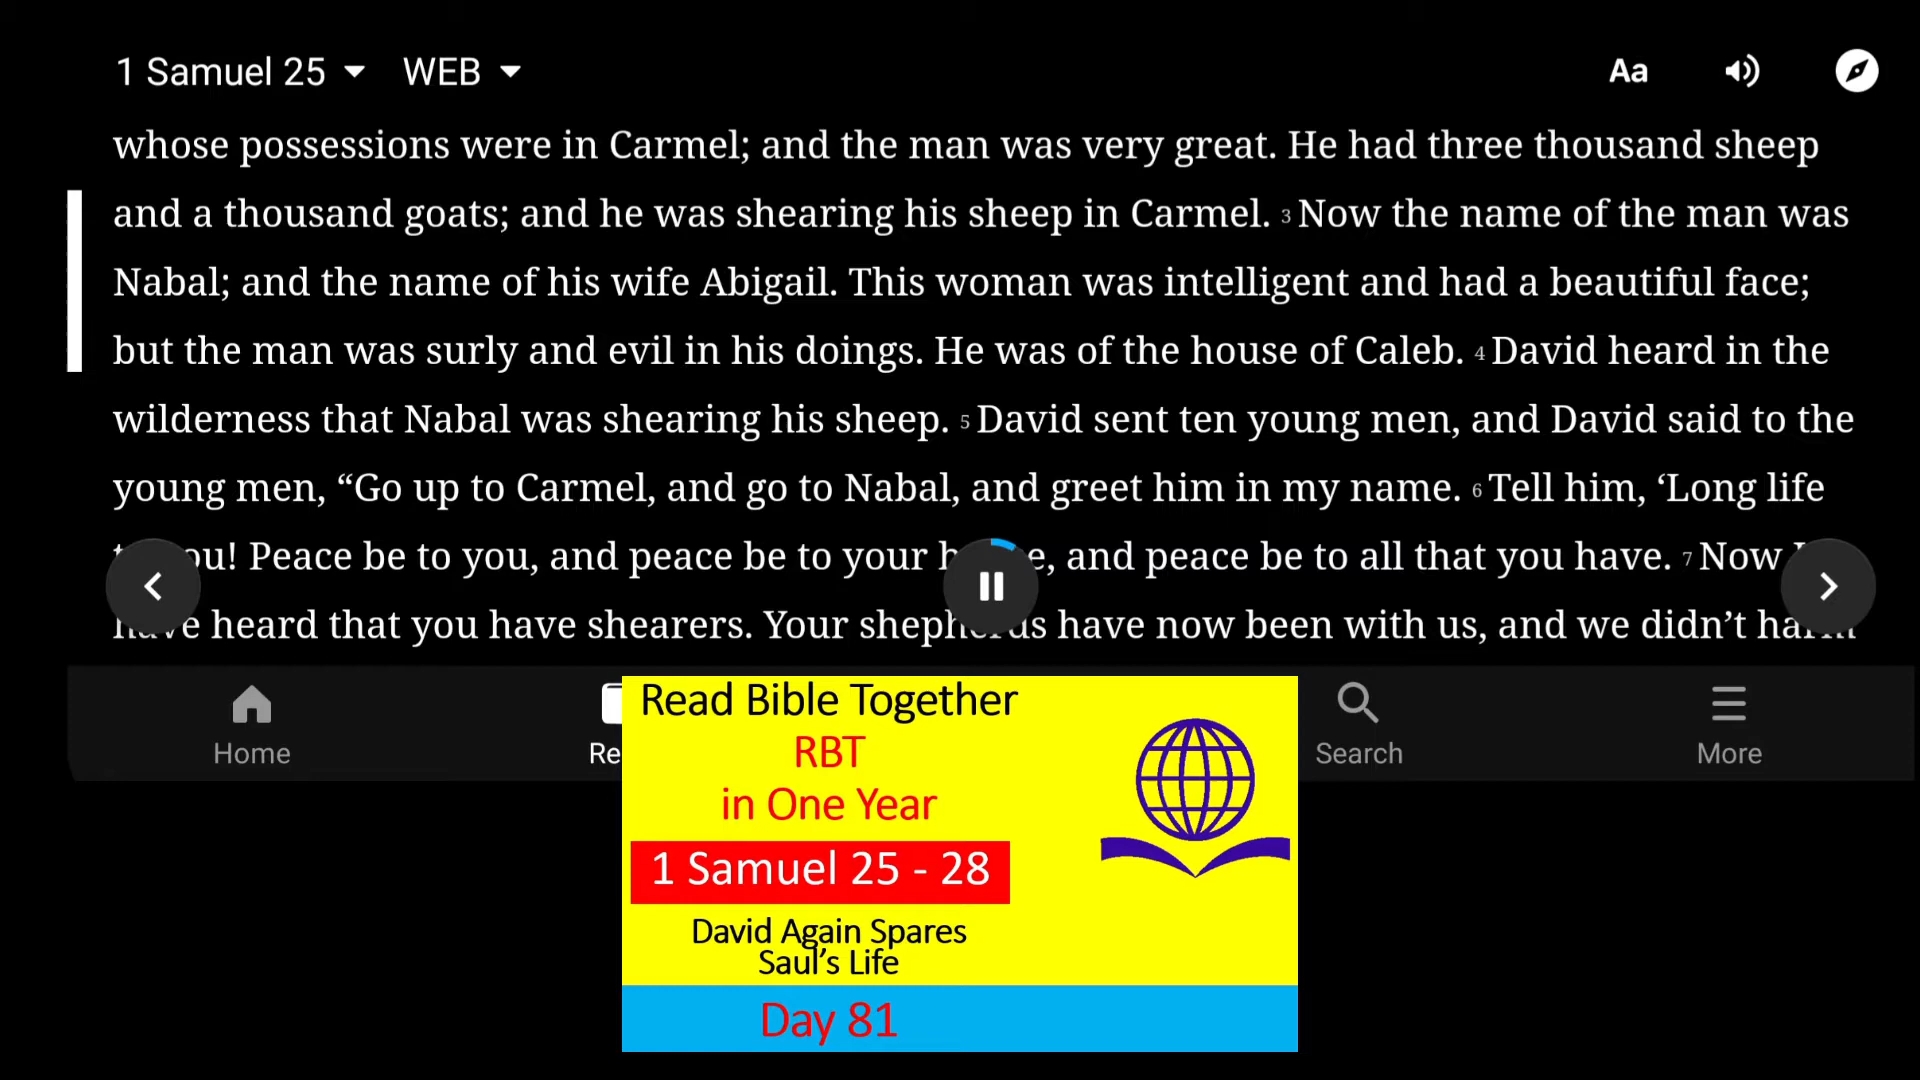 1 Samuel 25 WEB Aa
whose possessions were in Carmel; and the man was very great. He had three thousand sheep
and a thousand goats; and he was shearing his sheep in Carmel. 3 Now the name of the man was
Nabal; and the name of his wife Abigail. This woman was intelligent and had a beautiful face;
but the man was surly and evil in his doings. He was of the house of Caleb. 4 David heard in the
wilderness that Nabal was shearing his sheep. 5 David sent ten young men, and David said to the
young men, “Go up to Carmel, and go to Nabal, and greet him in my name. 6 Tell him, ‘Long life
Peace be to you, and peace be to your and peace be to all that you have. 7 Now
heard that you have shearers. Your have now been with us, and we didn’t
Home
Search
More
Read Bible Together
RBT
in One Year
1 Samuel 25 - 28
David Again Spares
Saul’s Life
Day 81